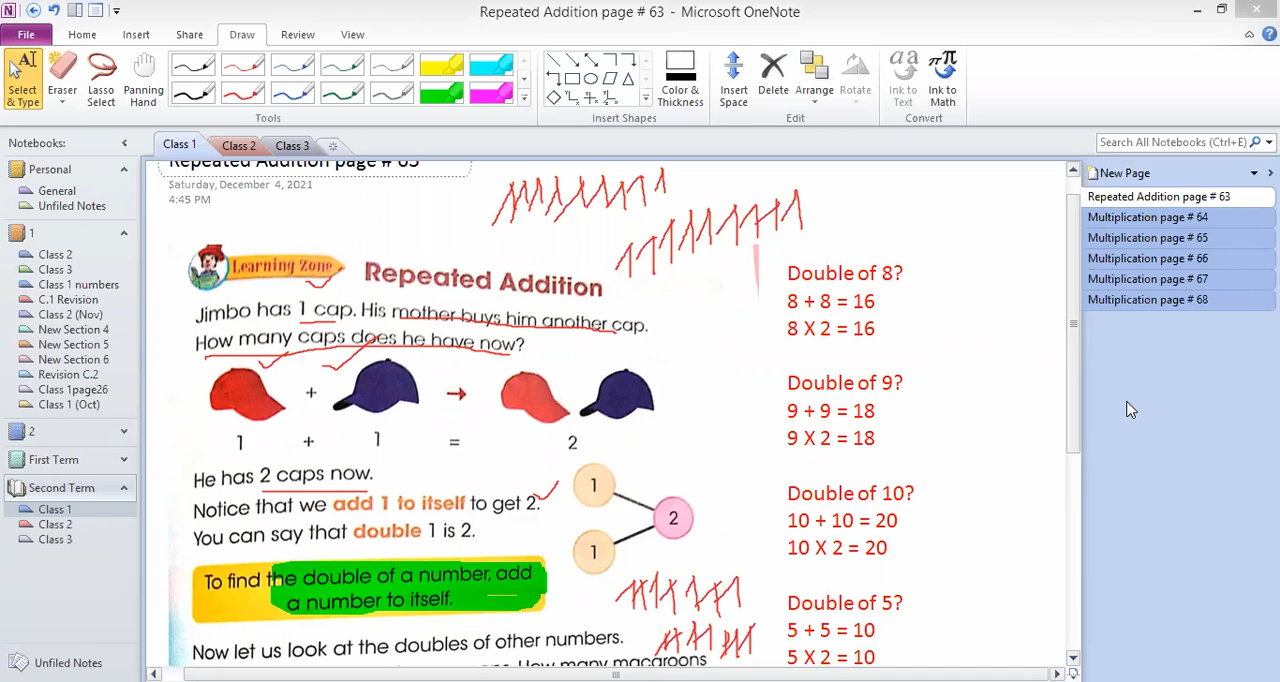 Repeated Addition page # 63 - Microsoft OneNote
File
Home
Insert
Share
Draw
Review
View
Select & Type
Eraser
Lasso Select
Panning Hand
Color & Thickness
Insert Space
Delete
Arrange
Rotate
Ink to Text
Ink to Math
Tools
Insert Shapes
Edit
Convert
Notebooks:
Class 1
Class 2
Class 3
Search All Notebooks (Ctrl+E)
Personal
General
Unfiled Notes
1
Class 2
Class 3
Class 1 numbers
C.1 Revision
Class 2 (Nov)
New Section 4
New Section 5
New Section 6
Revision C.2
Class 1page26
Class 1 (Oct)
2
First Term
Second Term
Class 1
Class 2
Class 3
Unfiled Notes
Repeated Addition page # 63
Saturday, December 4, 2021
4:45 PM
Learning Zone
Repeated Addition
Jimbo has 1 cap. His mother buys him another cap.
How many caps does he have now?
+
1 + 1 = 2
He has 2 caps now.
Notice that we add 1 to itself to get 2.
You can say that double 1 is 2.
1
2
1
To find the double of a number, add
a number to itself.
Now let us look at the doubles of other numbers.
How many macaroons
Double of 8?
8 + 8 = 16
8 X 2 = 16
Double of 9?
9 + 9 = 18
9 X 2 = 18
Double of 10?
10 + 10 = 20
10 X 2 = 20
Double of 5?
5 + 5 = 10
5 X 2 = 10
New Page
Repeated Addition page # 63
Multiplication page # 64
Multiplication page # 65
Multiplication page # 66
Multiplication page # 67
Multiplication page # 68